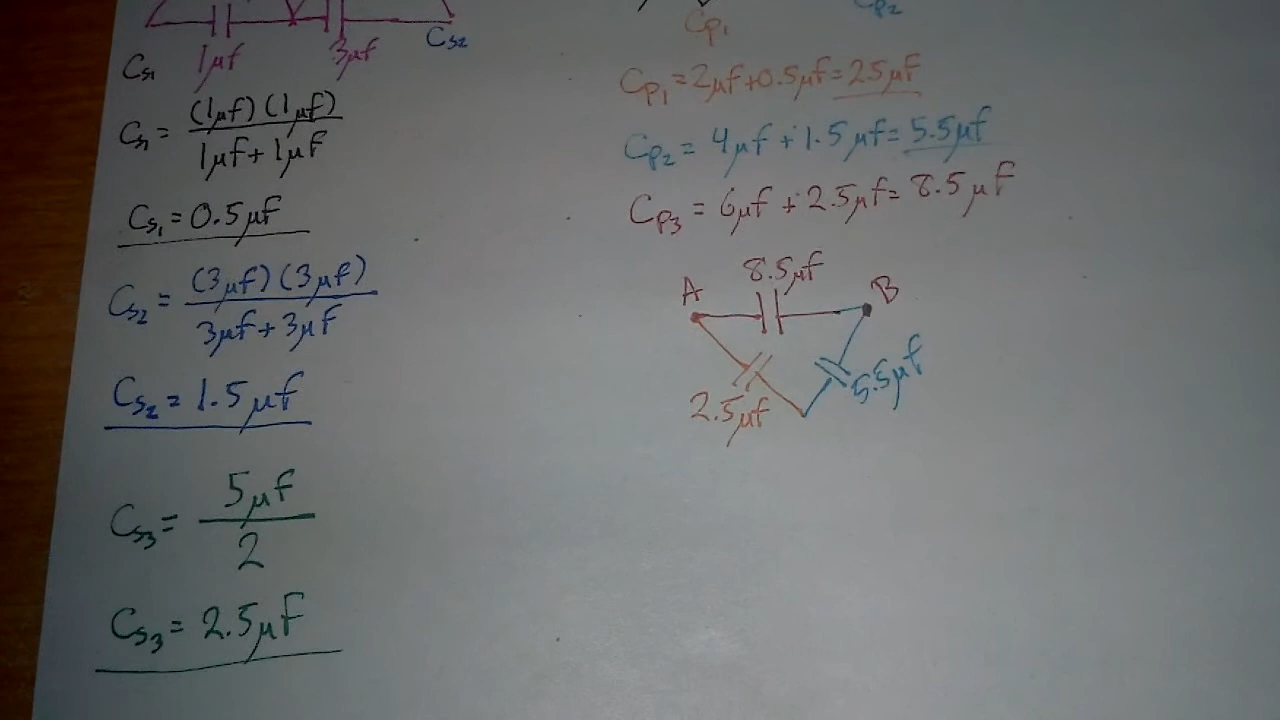 1μf 3μf Cs2
Cs1
Cs1 = (1μf)(1μf)
1μf+1μF
Cs1 = 0.5μF
Cs2 = (3μf)(3μf)
3μf+3μF
Cs2 = 1.5μf
Cs3 = 5μf
2
Cs3 = 2.5μF
Cp1
Cp2
Cp1 = 2μf+0.5μf = 25μF
Cp2 = 4μf + 1.5μf = 5.5μf
Cp3 = 6μf + 2.5μf = 8.5μF
8.5μf
A B
2.5μf 5.5μf